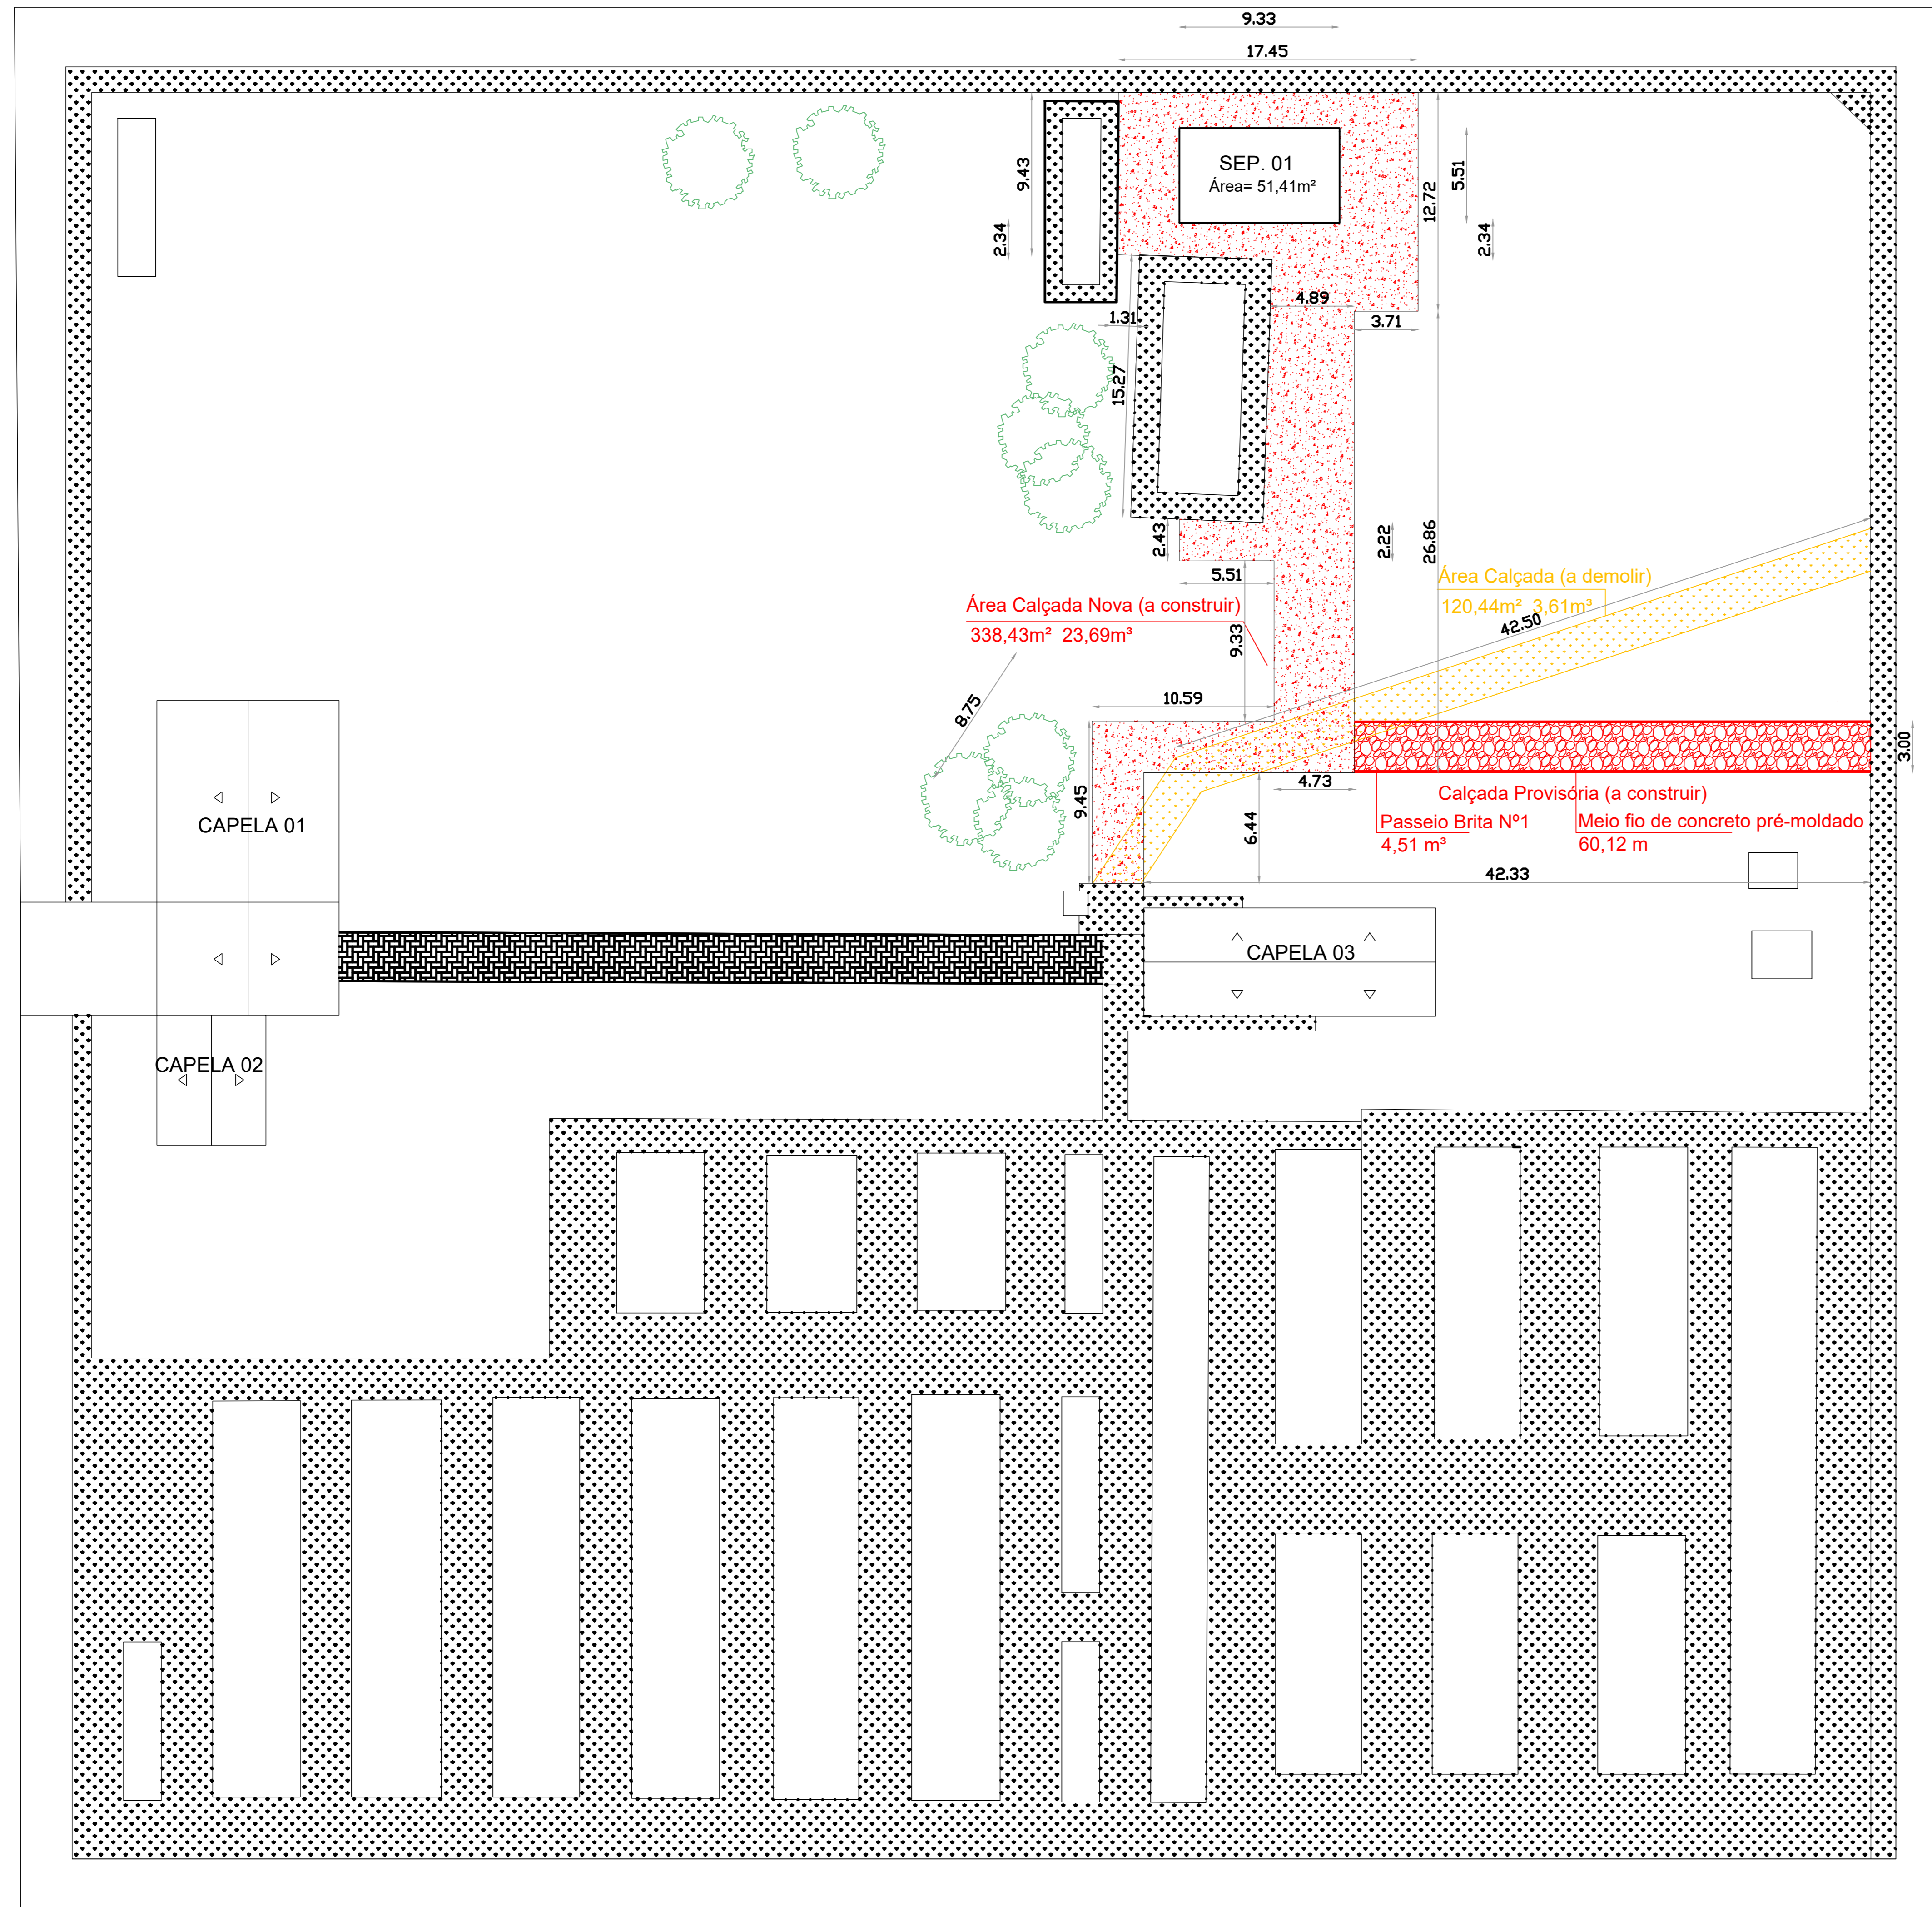 9.33
17.45
SEP. 01
Área= 51,41m²
9.43
5.51
12.72
2.34
2.34
4.89
1.31
3.71
15.27
2.43
2.22
26.86
5.51
Área Calçada (a demolir)
120,44m² 3,61m³
42.50
Área Calçada Nova (a construir)
338,43m² 23,69m³
9.33
8.75
10.59
3.00
4.73
9.45
6.44
Calçada Provisória (a construir)
Passeio Brita Nº1
4,51 m³
Meio fio de concreto pré-moldado
60,12 m
CAPELA 01
42.33
CAPELA 03
CAPELA 02